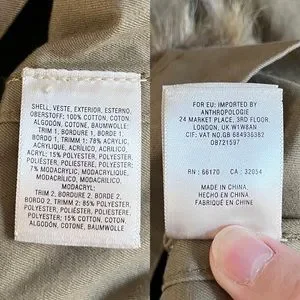 SHELL, VESTE, EXTERIOR, ESTERNO,
OBERSTOFF: 100% COTTON, COTON,
ALGODÓN, COTONE, BAUMWOLLE;
TRIM 1, BORDURE 1, BORDE 1,
BORDO 1, TRIMM 1: 78% ACRYLIC,
ACRYLIQUE, ACRÍLICO, ACRILICO,
ACRYL; 15% POLYESTER, POLYESTER,
POLIÉSTER, POLIESTERE, POLYESTER;
7% MODACRYLIC, MODACRYLIQUE,
MODACRÍLICO, MODACRILICO,
MODACRYL;
TRIM 2, BORDURE 2, BORDE 2,
BORDO 2, TRIMM 2: 85% POLYESTER,
POLYESTER, POLIÉSTER, POLIESTERE,
POLYESTER; 15% COTTON, COTON,
ALGODÓN, COTONE, BAUMWOLLE
FOR EU: IMPORTED BY
ANTHROPOLOGIE
24 MARKET PLACE, 3RD FLOOR,
LONDON, UK W1W8AN
CIF: VAT NO.GB 684936382
OB721597
RN : 66170 CA : 32054
MADE IN CHINA
HECHO EN CHINA
FABRIQUÉ EN CHINE